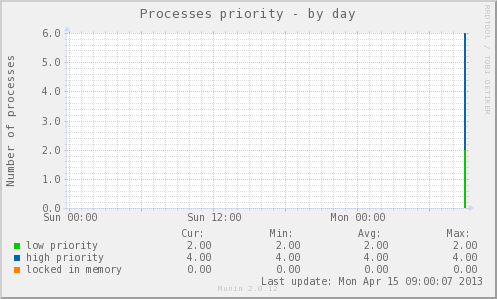 Processes priority - by day
RRDTOOL / TOBI OETIKER
Number of processes
6.0
5.0
4.0
3.0
2.0
1.0
0.0
Sun 00:00 Sun 12:00 Mon 00:00
Cur: Min: Avg: Max:
low priority 2.00 2.00 2.00 2.00
high priority 4.00 4.00 4.00 4.00
locked in memory 0.00 0.00 0.00 0.00
Last update: Mon Apr 15 09:00:07 2013
Munin 2.0.12